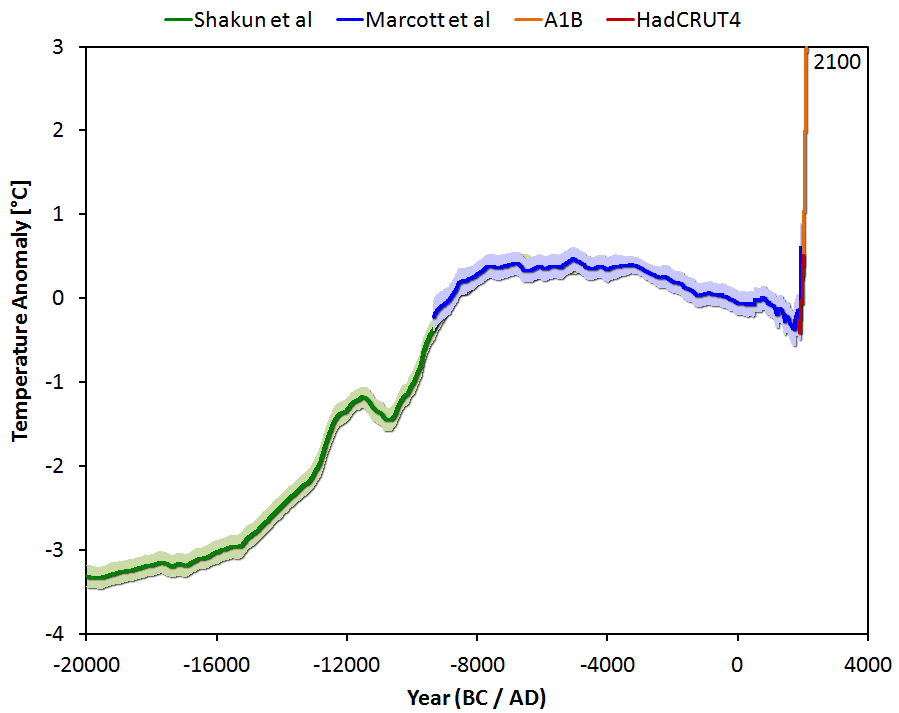 Shakun et al Marcott et al A1B HadCRUT4
3
2100
2
1
0
-1
-2
-3
-4
Temperature Anomaly [°C]
-20000 -16000 -12000 -8000 -4000 0 4000
Year (BC / AD)